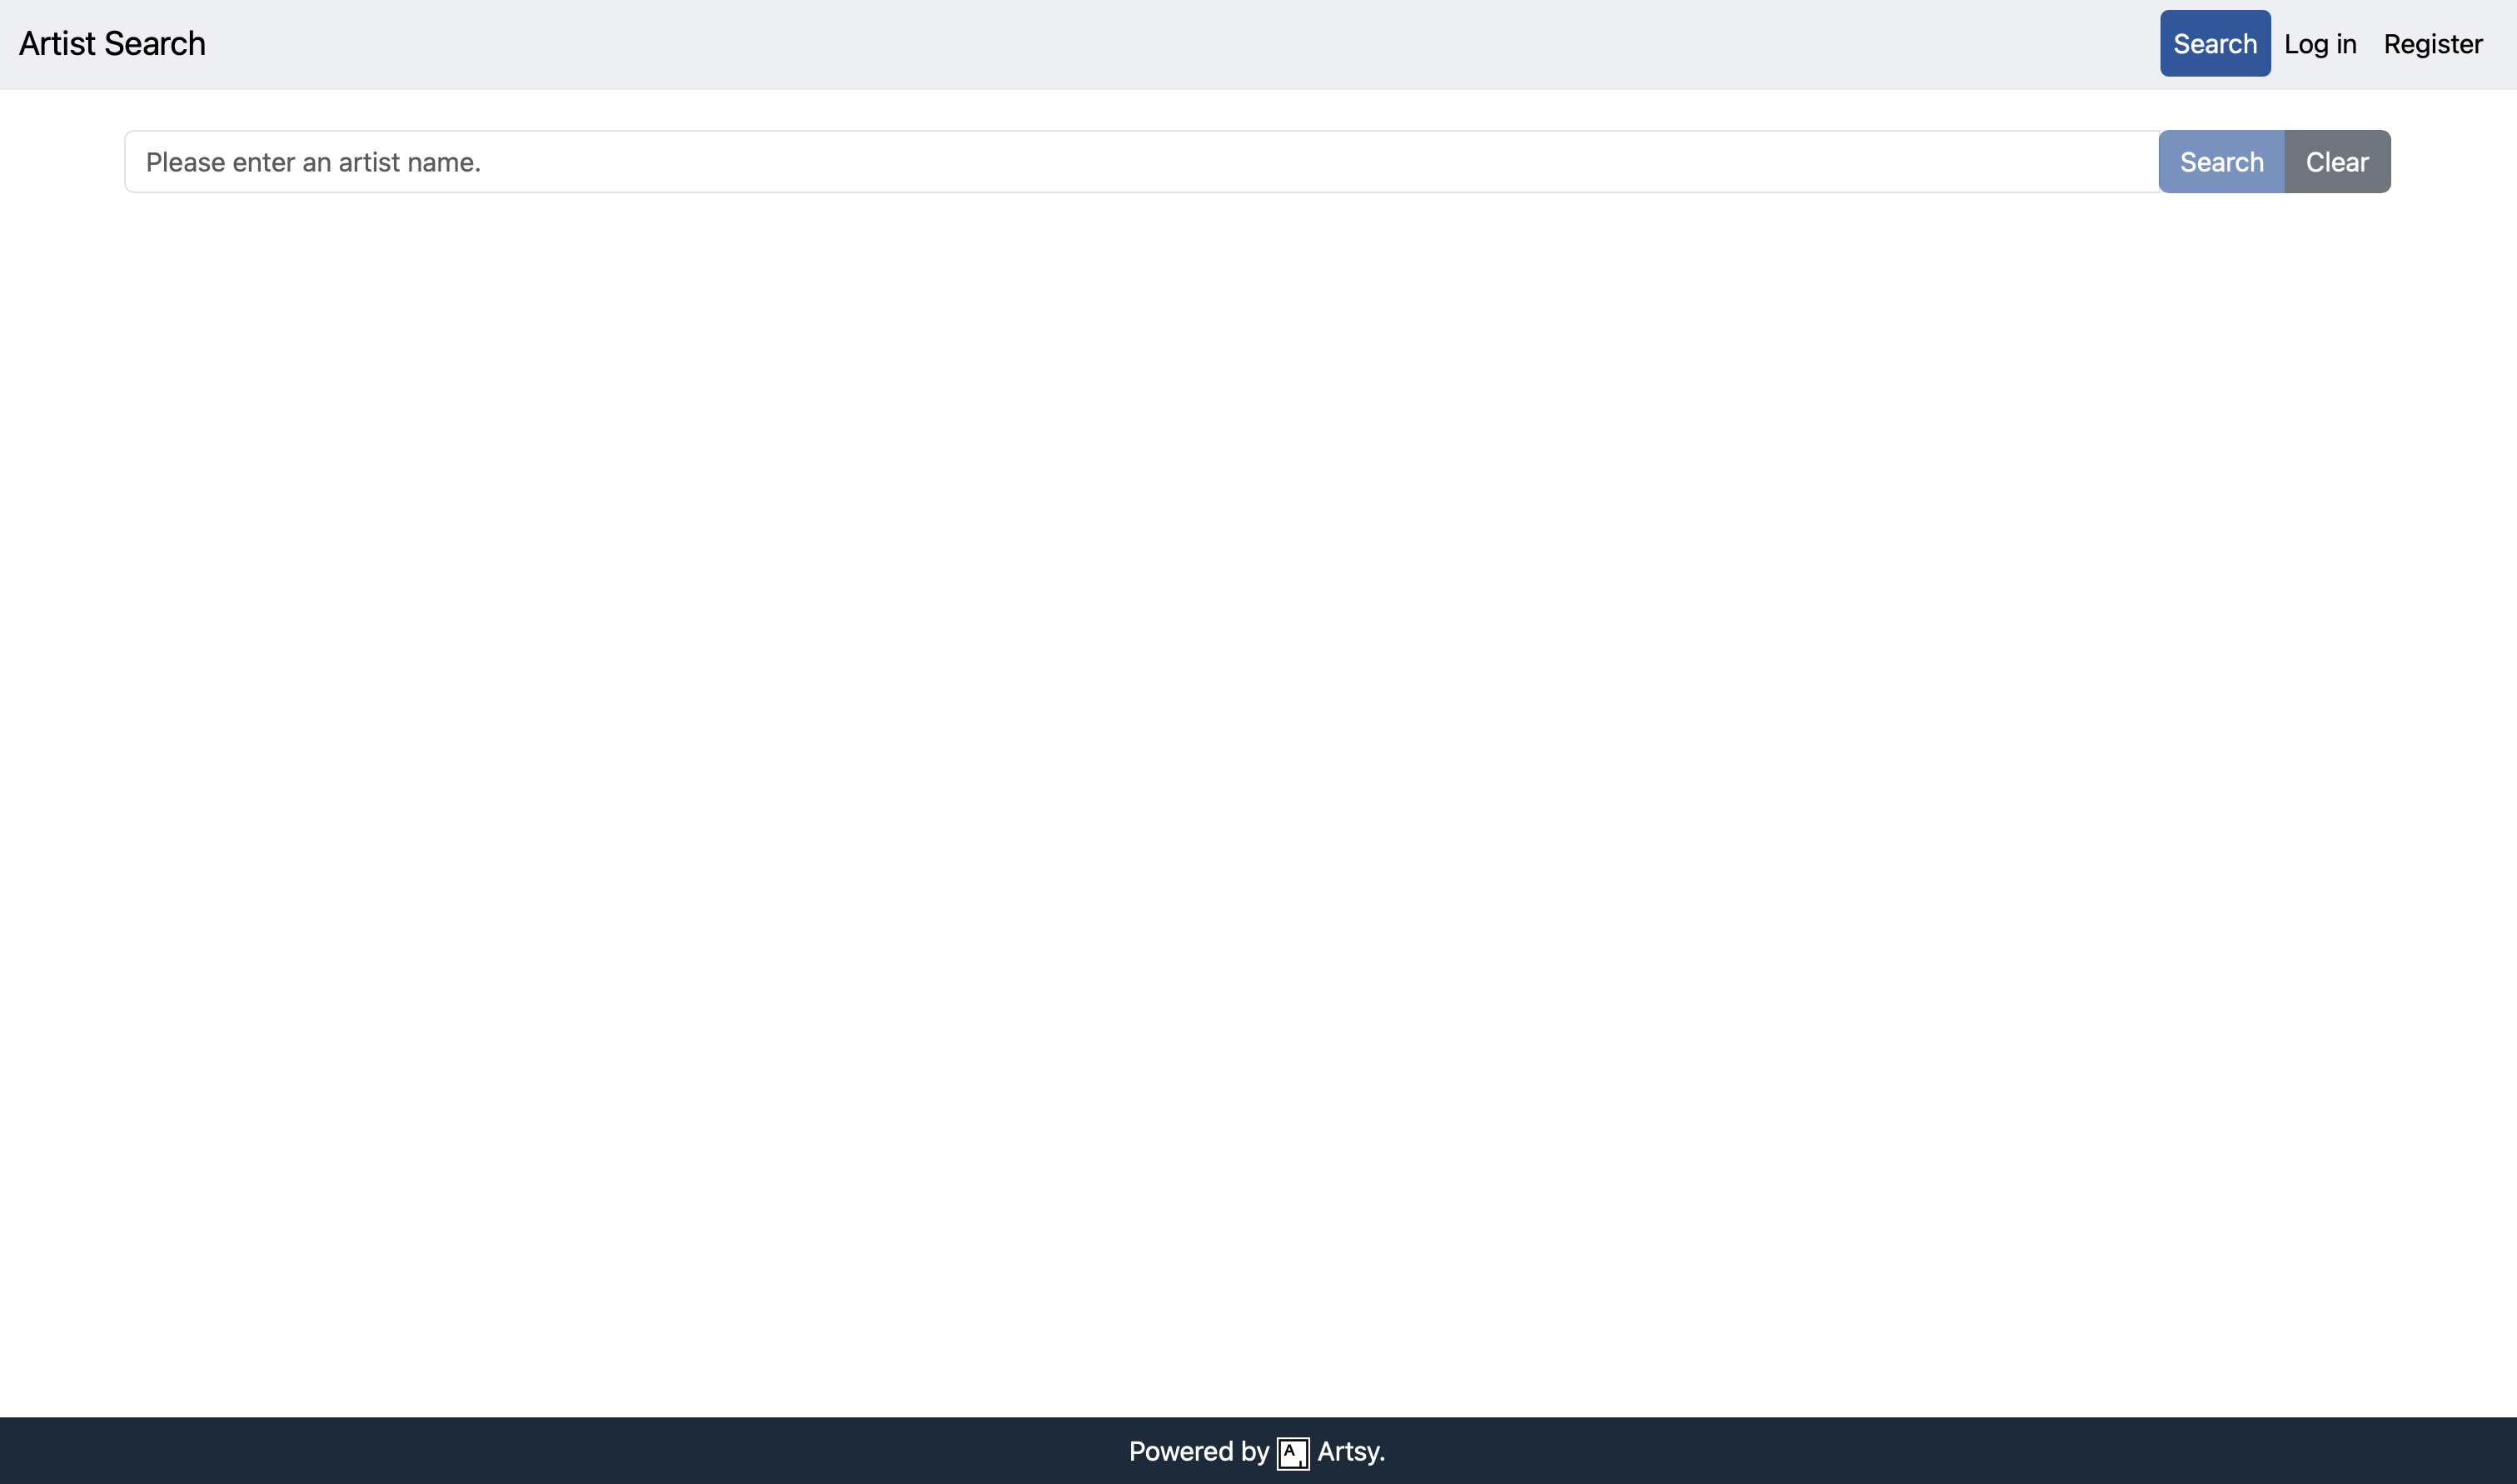 Artist Search Search Log in Register
Please enter an artist name. Search Clear
Powered by A Artsy.